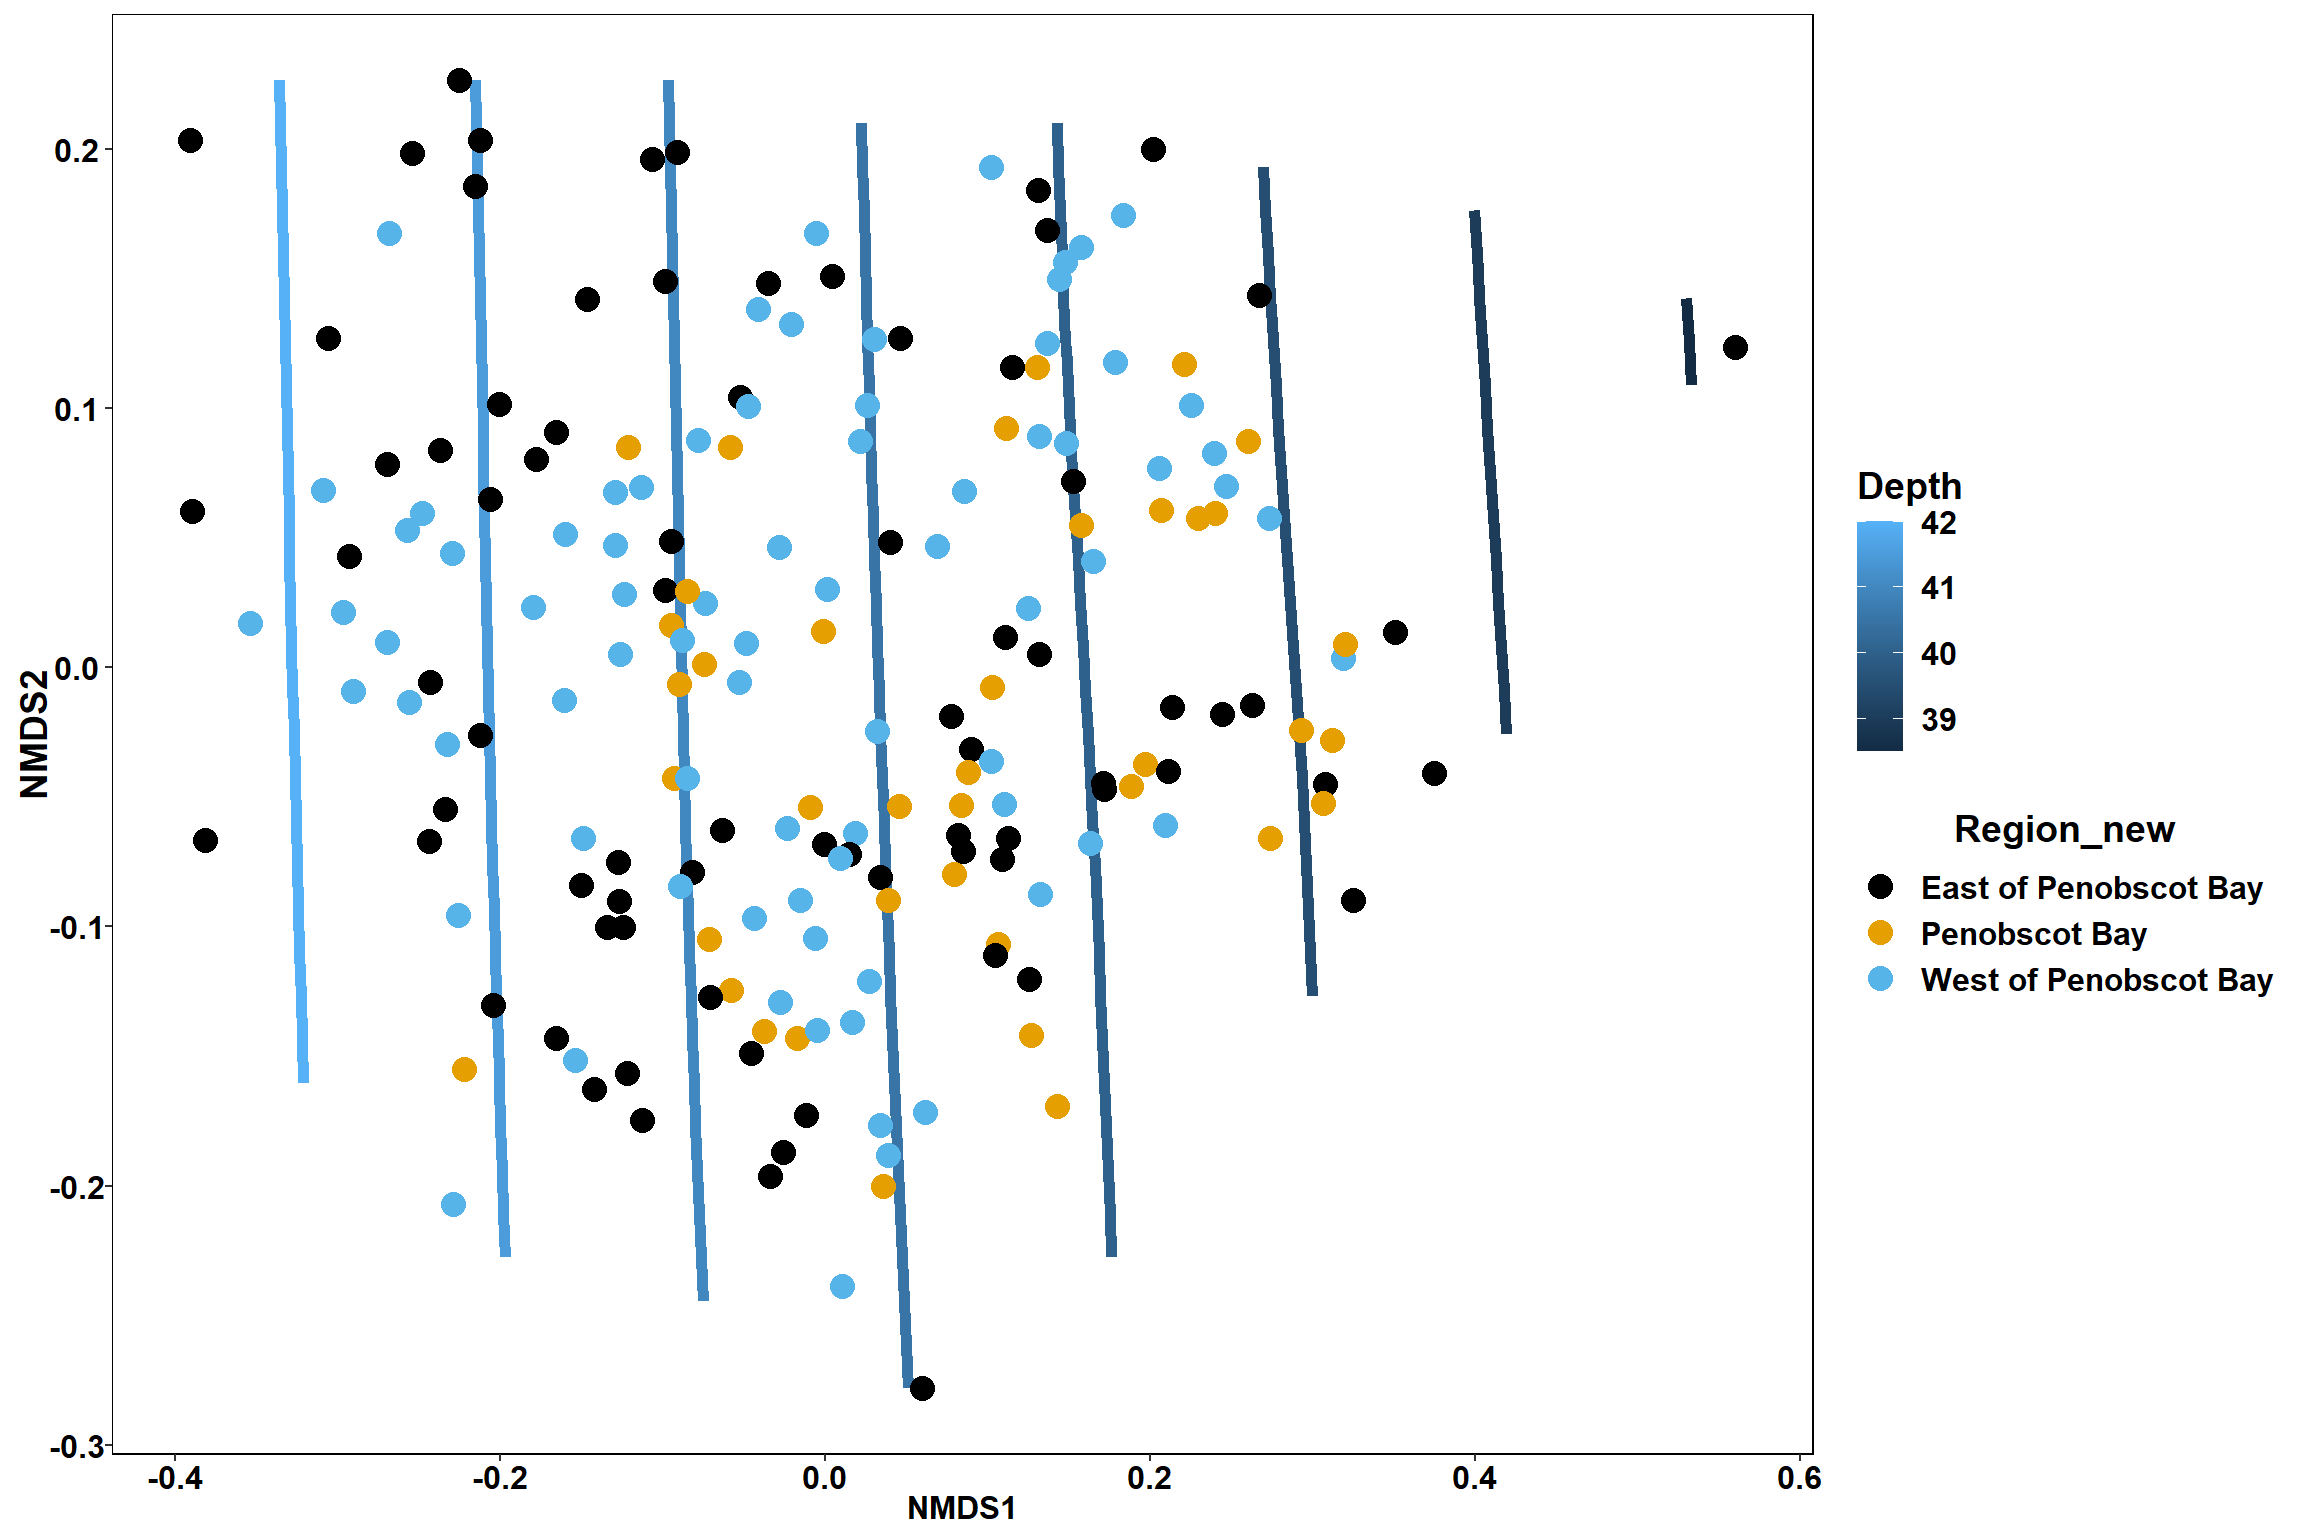 0.2
0.1
0.0
-0.1
-0.2
-0.3
NMDS2
-0.4
-0.2
0.0
0.2
0.4
0.6
NMDS1
Depth
42
41
40
39
Region_new
East of Penobscot Bay
Penobscot Bay
West of Penobscot Bay